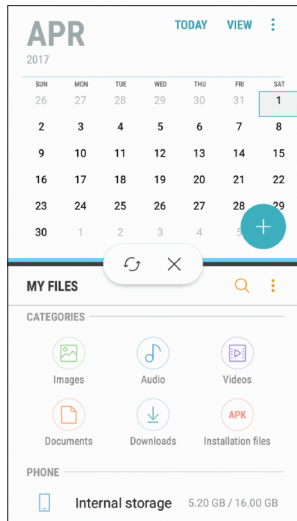 APR TODAY VIEW
2017
SUN MON TUE WED THU FRI SAT
26 27 28 29 30 31 1
2 3 4 5 6 7 8
9 10 11 12 13 14 15
16 17 18 19 20 21 22
23 24 25 26 27 28 29
30 1 2 3 4 5
MY FILES
CATEGORIES
Images Audio Videos
APK
Documents Downloads Installation files
PHONE
Internal storage 5.20 GB / 16.00 GB